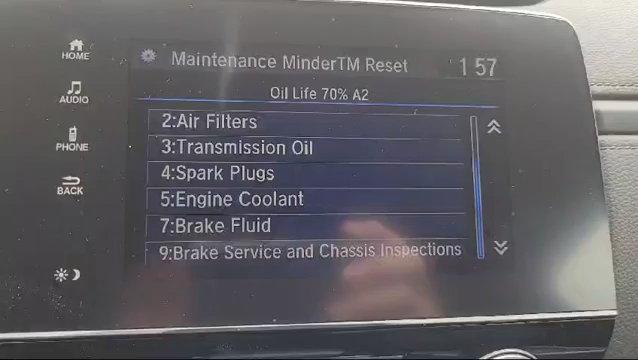 HOME
AUDIO
PHONE
BACK
Maintenance MinderTM Reset
1 57
Oil Life 70% A2
2:Air Filters
3:Transmission Oil
4:Spark Plugs
5:Engine Coolant
7:Brake Fluid
9:Brake Service and Chassis Inspections